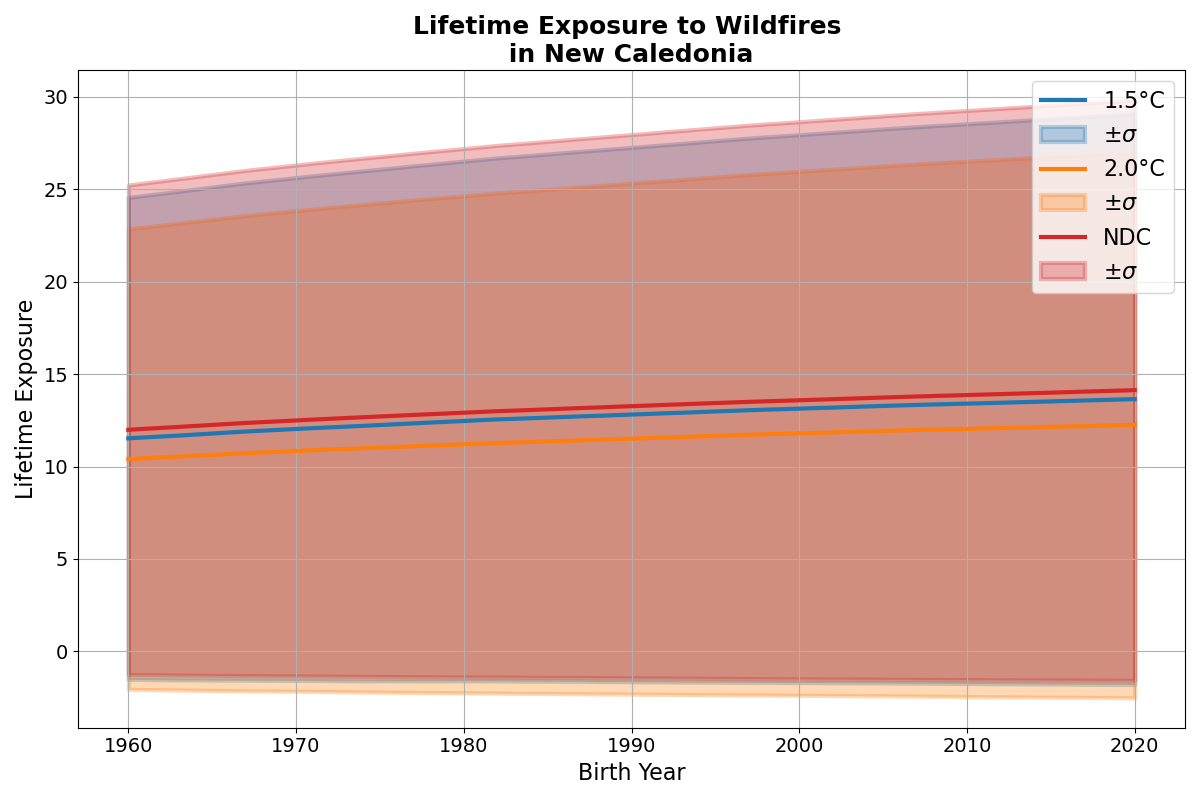 Lifetime Exposure to Wildfires
in New Caledonia
Lifetime Exposure
30
25
20
15
10
5
0
1.5°C
±σ
2.0°C
±σ
NDC
±σ
1960
1970
1980
1990
2000
2010
2020
Birth Year